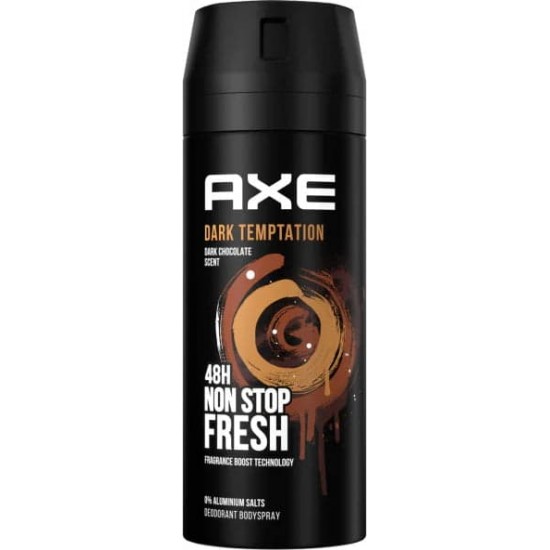 AXE
DARK TEMPTATION
DARK CHOCOLATE
SCENT
48H
NON STOP
FRESH
FRAGRANCE BOOST TECHNOLOGY
0% ALUMINIUM SALTS
DEODORANT BODYSPRAY